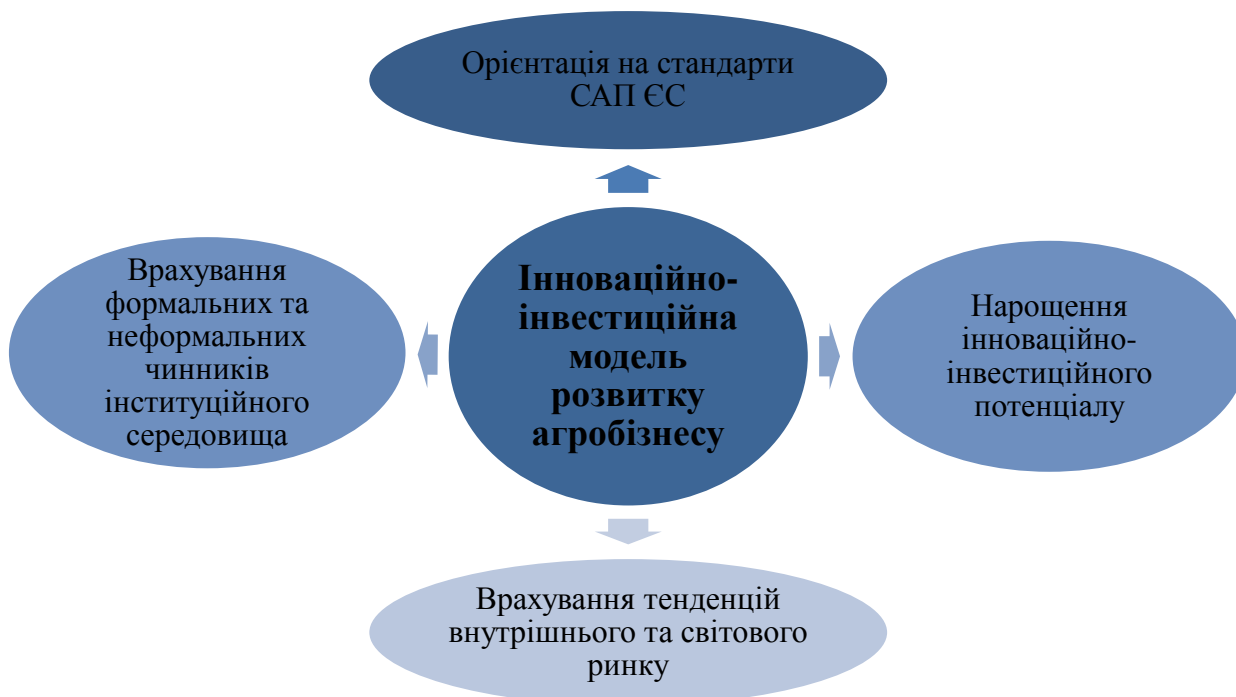 Орієнтація на стандарти
САП ЄС
Врахування
формальних та
неформальних
чинників
інституційного
середовища
Інноваційно-
інвестиційна
модель
розвитку
агробізнесу
Нарощення
інноваційно-
інвестиційного
потенціалу
Врахування тенденцій
внутрішнього та світового
ринку